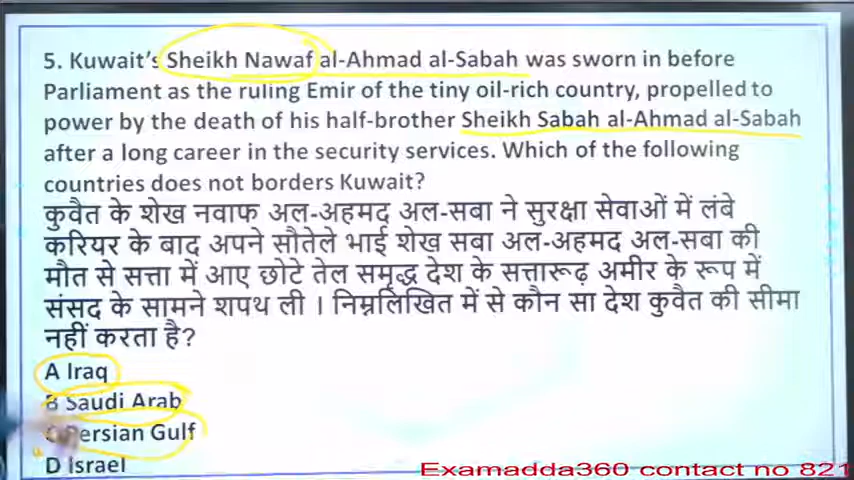 5. Kuwait's Sheikh Nawaf al-Ahmad al-Sabah was sworn in before
Parliament as the ruling Emir of the tiny oil-rich country, propelled to
power by the death of his half-brother Sheikh Sabah al-Ahmad al-Sabah
after a long career in the security services. Which of the following
countries does not borders Kuwait?
कुवैत के शेख नवाफ अल-अहमद अल-सबा ने सुरक्षा सेवाओं में लंबे
करियर के बाद अपने सौतेले भाई शेख सबा अल-अहमद अल-सबा की
मौत से सत्ता में आए छोटे तेल समृद्ध देश के सत्तारूढ़ अमीर के रूप में
संसद के सामने शपथ ली । निम्नलिखित में से कौन सा देश कुवैत की सीमा
नहीं करता है?
A Iraq
B Saudi Arab
Persian Gulf
D Israel
Examadda360 contact no 821